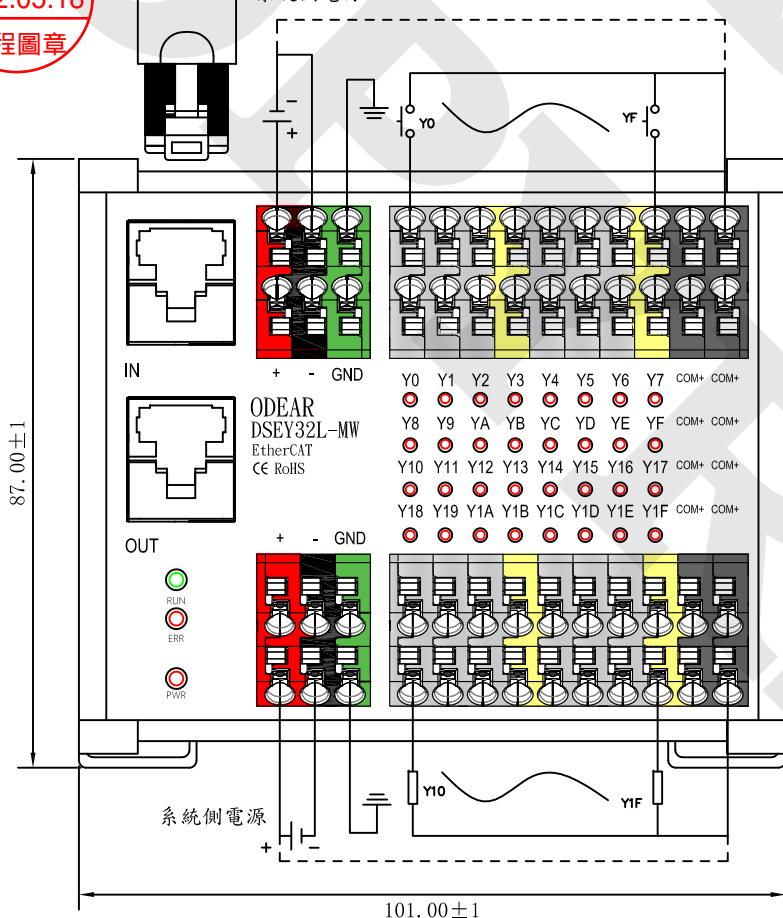 程圖章
Y0
YF
IN
+ - GND
ODEAR
DSEY32L-MW
EtherCAT
CE RoHS
Y0 Y1 Y2 Y3 Y4 Y5 Y6 Y7 COM+ COM+
Y8 Y9 YA YB YC YD YE YF COM+ COM+
Y10 Y11 Y12 Y13 Y14 Y15 Y16 Y17 COM+ COM+
Y18 Y19 Y1A Y1B Y1C Y1D Y1E Y1F COM+ COM+
87.00±1
OUT
+ - GND
RUN
ERR
PWR
系統側電源
+ -
Y10
Y1F
101.00±1